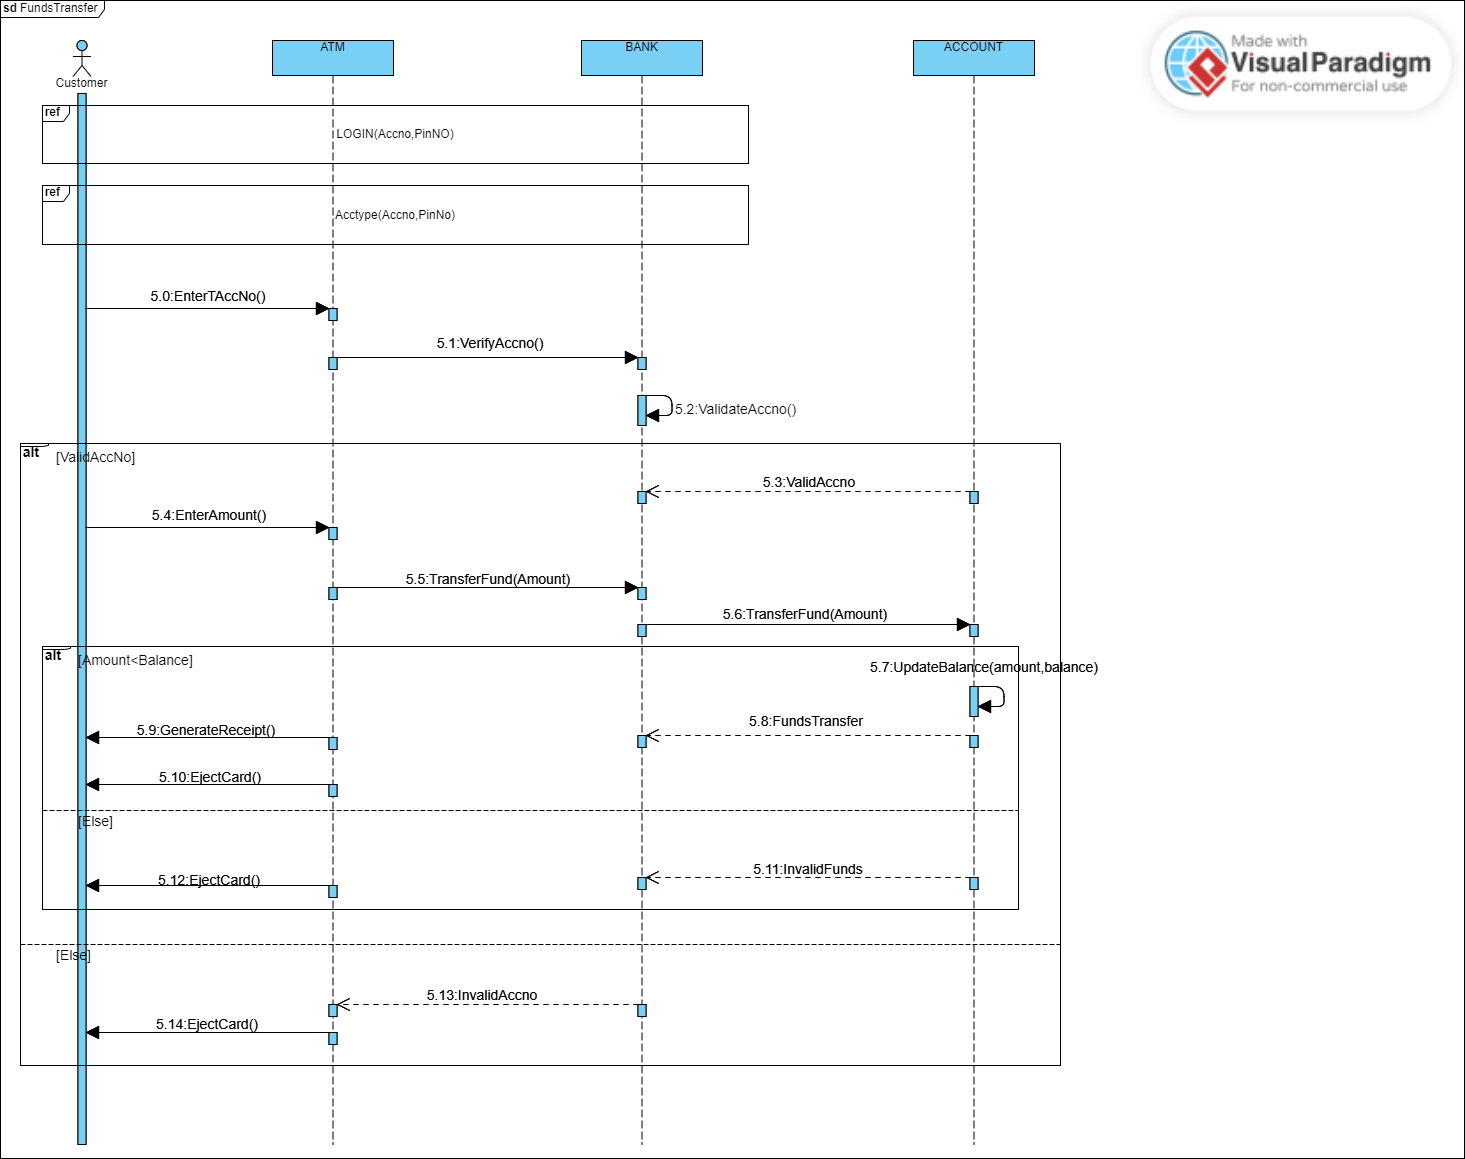 sd FundsTransfer
Made with
Visual Paradigm
For non-commercial use
Customer
ATM
BANK
ACCOUNT
ref
LOGIN(Accno,PinNO)
ref
Acctype(Accno,PinNo)
5.0:EnterTAccNo()
5.1:VerifyAccno()
5.2:ValidateAccno()
alt
[ValidAccNo]
5.3:ValidAccno
5.4:EnterAmount()
5.5:TransferFund(Amount)
5.6:TransferFund(Amount)
alt
[Amount<Balance]
5.7:UpdateBalance(amount,balance)
5.8:FundsTransfer
5.9:GenerateReceipt()
5.10:EjectCard()
[Else]
5.11:InvalidFunds
5.12:EjectCard()
[Else]
5.13:InvalidAccno
5.14:EjectCard()